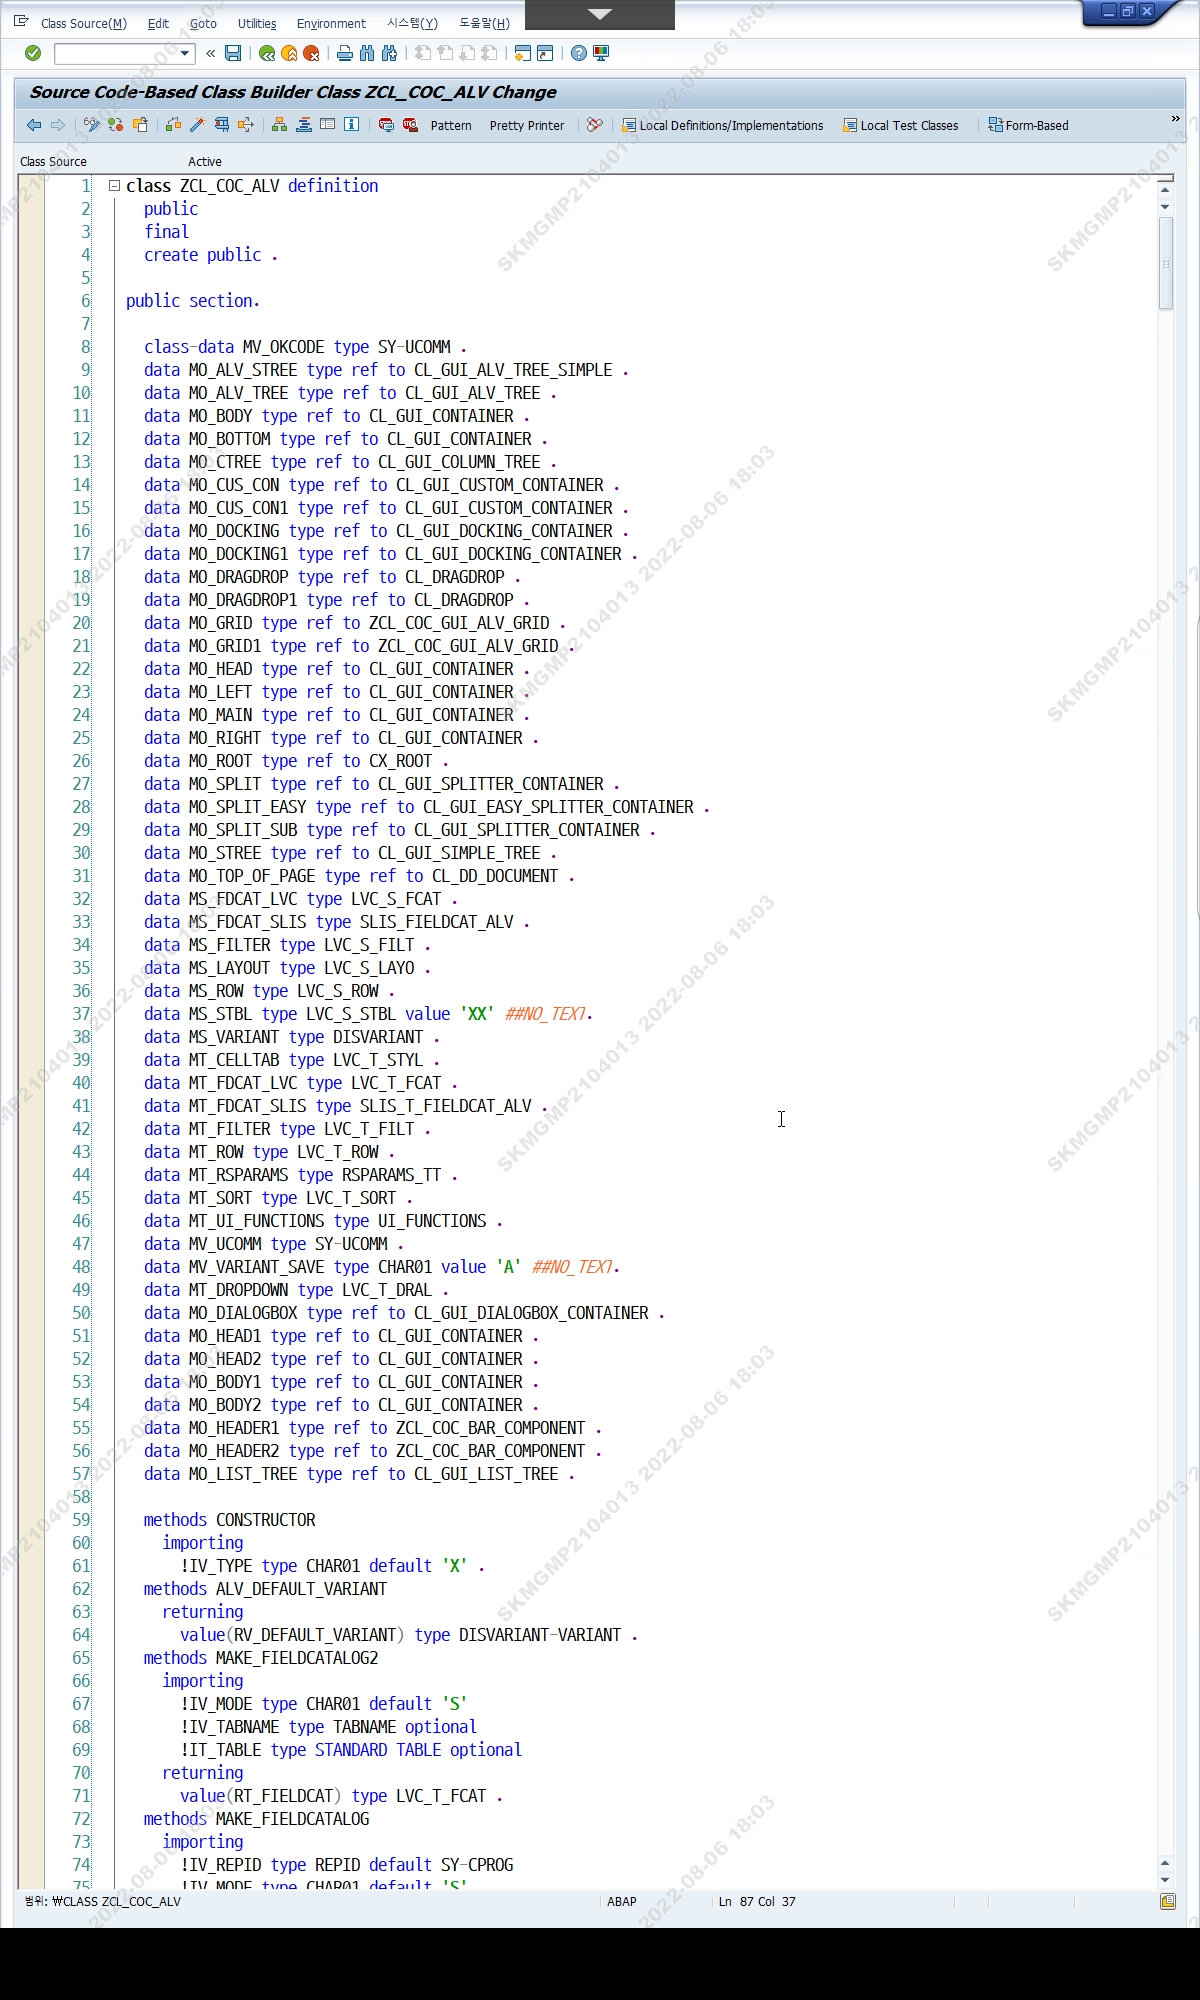 Class Source(M) Edit Goto Utilities Environment 시스템(Y) 도움말(H)
Source Code-Based Class Builder Class ZCL_COC_ALV Change
Pattern Pretty Printer Local Definitions/Implementations Local Test Classes Form-Based
Class Source Active
1 class ZCL_COC_ALV definition
2 public
3 final
4 create public .
5
6 public section.
7
8 class-data MV_OKCODE type SY-UCOMM .
9 data MO_ALV_STREE type ref to CL_GUI_ALV_TREE_SIMPLE .
10 data MO_ALV_TREE type ref to CL_GUI_ALV_TREE .
11 data MO_BODY type ref to CL_GUI_CONTAINER .
12 data MO_BOTTOM type ref to CL_GUI_CONTAINER .
13 data MO_CTREE type ref to CL_GUI_COLUMN_TREE .
14 data MO_CUS_CON type ref to CL_GUI_CUSTOM_CONTAINER .
15 data MO_CUS_CON1 type ref to CL_GUI_CUSTOM_CONTAINER .
16 data MO_DOCKING type ref to CL_GUI_DOCKING_CONTAINER .
17 data MO_DOCKING1 type ref to CL_GUI_DOCKING_CONTAINER .
18 data MO_DRAGDROP type ref to CL_DRAGDROP .
19 data MO_DRAGDROP1 type ref to CL_DRAGDROP .
20 data MO_GRID type ref to ZCL_COC_GUI_ALV_GRID .
21 data MO_GRID1 type ref to ZCL_COC_GUI_ALV_GRID .
22 data MO_HEAD type ref to CL_GUI_CONTAINER .
23 data MO_LEFT type ref to CL_GUI_CONTAINER .
24 data MO_MAIN type ref to CL_GUI_CONTAINER .
25 data MO_RIGHT type ref to CL_GUI_CONTAINER .
26 data MO_ROOT type ref to CX_ROOT .
27 data MO_SPLIT type ref to CL_GUI_SPLITTER_CONTAINER .
28 data MO_SPLIT_EASY type ref to CL_GUI_EASY_SPLITTER_CONTAINER .
29 data MO_SPLIT_SUB type ref to CL_GUI_SPLITTER_CONTAINER .
30 data MO_STREE type ref to CL_GUI_SIMPLE_TREE .
31 data MO_TOP_OF_PAGE type ref to CL_DD_DOCUMENT .
32 data MS_FDCAT_LVC type LVC_S_FCAT .
33 data MS_FDCAT_SLIS type SLIS_FIELDCAT_ALV .
34 data MS_FILTER type LVC_S_FILT .
35 data MS_LAYOUT type LVC_S_LAYO .
36 data MS_ROW type LVC_S_ROW .
37 data MS_STBL type LVC_S_STBL value 'XX' ##NO_TEXT.
38 data MS_VARIANT type DISVARIANT .
39 data MT_CELLTAB type LVC_T_STYL .
40 data MT_FDCAT_LVC type LVC_T_FCAT .
41 data MT_FDCAT_SLIS type SLIS_T_FIELDCAT_ALV .
42 data MT_FILTER type LVC_T_FILT .
43 data MT_ROW type LVC_T_ROW .
44 data MT_RSPARAMS type RSPARAMS_TT .
45 data MT_SORT type LVC_T_SORT .
46 data MT_UI_FUNCTIONS type UI_FUNCTIONS .
47 data MV_UCOMM type SY-UCOMM .
48 data MV_VARIANT_SAVE type CHAR01 value 'A' ##NO_TEXT.
49 data MT_DROPDOWN type LVC_T_DRAL .
50 data MO_DIALOGBOX type ref to CL_GUI_DIALOGBOX_CONTAINER .
51 data MO_HEAD1 type ref to CL_GUI_CONTAINER .
52 data MO_HEAD2 type ref to CL_GUI_CONTAINER .
53 data MO_BODY1 type ref to CL_GUI_CONTAINER .
54 data MO_BODY2 type ref to CL_GUI_CONTAINER .
55 data MO_HEADER1 type ref to ZCL_COC_BAR_COMPONENT .
56 data MO_HEADER2 type ref to ZCL_COC_BAR_COMPONENT .
57 data MO_LIST_TREE type ref to CL_GUI_LIST_TREE .
58
59 methods CONSTRUCTOR
60 importing
61 !IV_TYPE type CHAR01 default 'X' .
62 methods ALV_DEFAULT_VARIANT
63 returning
64 value(RV_DEFAULT_VARIANT) type DISVARIANT-VARIANT .
65 methods MAKE_FIELDCATALOG2
66 importing
67 !IV_MODE type CHAR01 default 'S'
68 !IV_TABNAME type TABNAME optional
69 !IT_TABLE type STANDARD TABLE optional
70 returning
71 value(RT_FIELDCAT) type LVC_T_FCAT .
72 methods MAKE_FIELDCATALOG
73 importing
74 !IV_REPID type REPID default SY-CPROG
75 !IV_MODE type CHAR01 default 'S'
범위: ₩CLASS ZCL_COC_ALV ABAP Ln 87 Col 37
SKMGMP2104013 2022-08-06 18:03